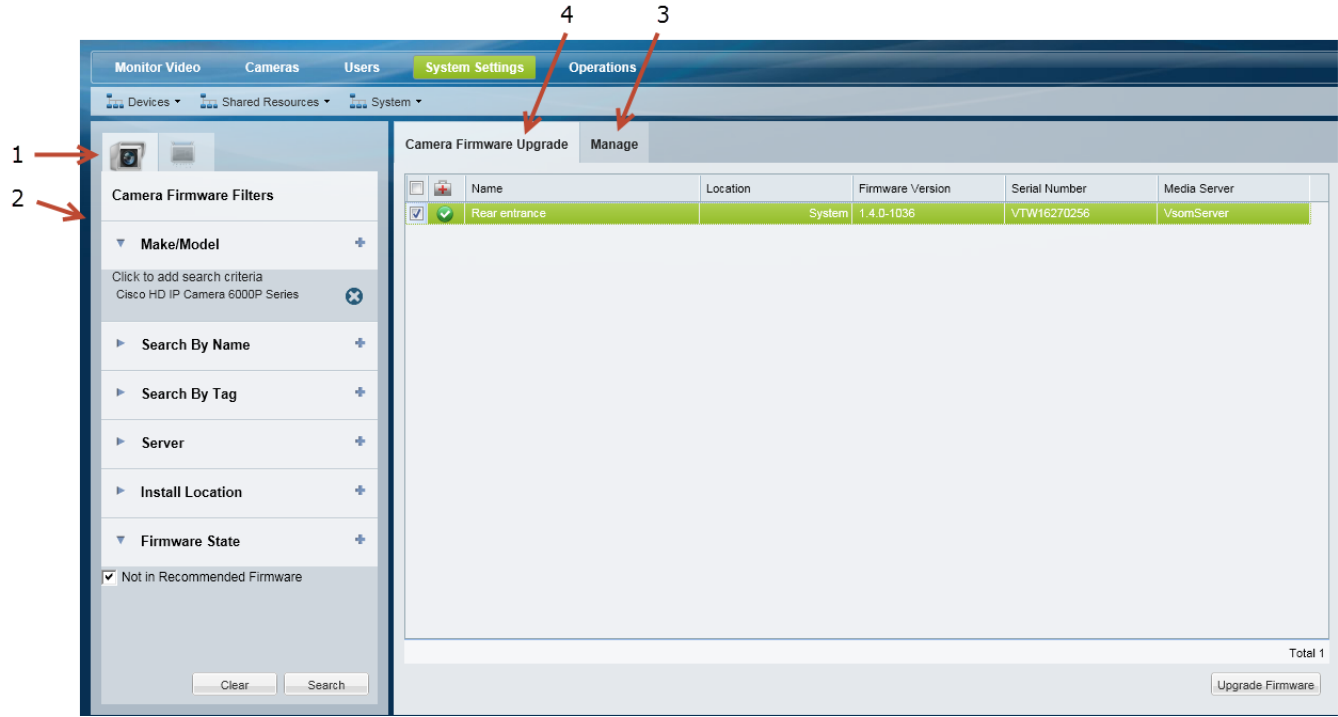 4 3
Monitor Video Cameras Users System Settings Operations
Devices Shared Resources System
1
2
Camera Firmware Filters
Make/Model
Click to add search criteria
Cisco HD IP Camera 6000P Series
Search By Name
Search By Tag
Server
Install Location
Firmware State
Not in Recommended Firmware
Clear Search
Camera Firmware Upgrade Manage
Name Location Firmware Version Serial Number Media Server
Rear entrance System 1.4.0-1036 VTW16270256 VsomServer
Total 1
Upgrade Firmware